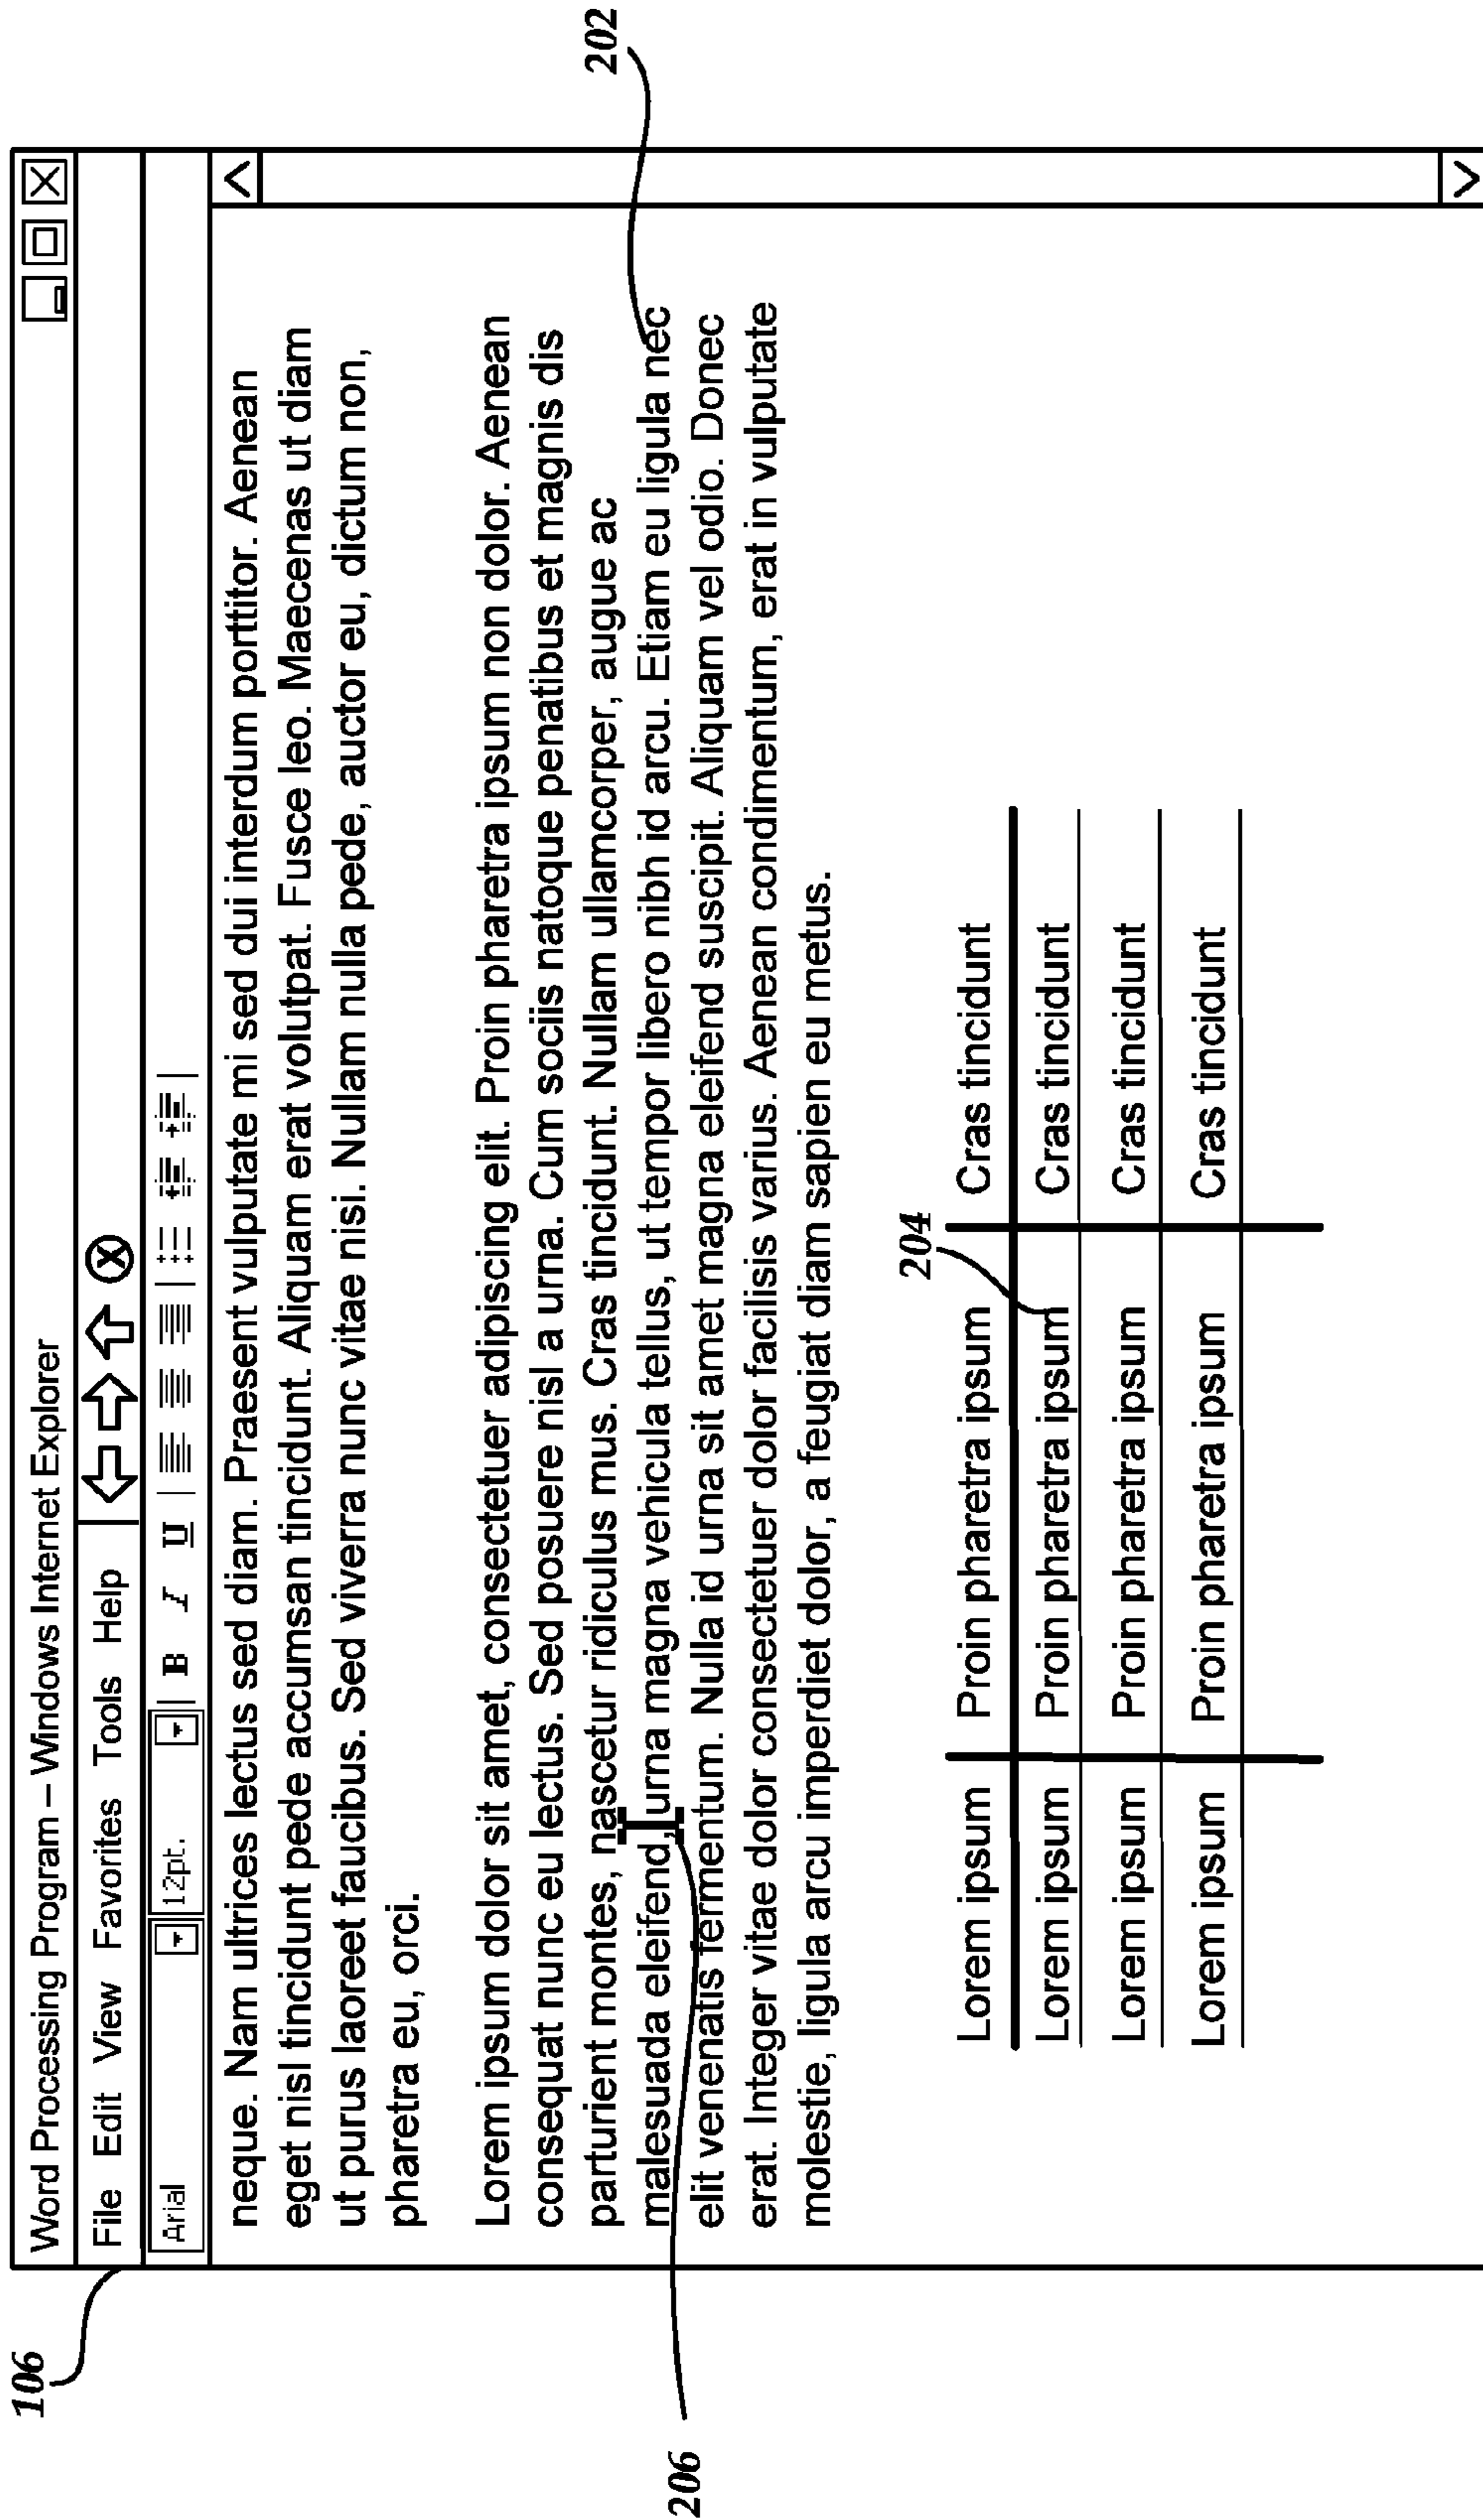 106
Word Processing Program – Windows Internet Explorer
File Edit View Favorites Tools Help
Arial 12pt. B I U
neque. Nam ultrices lectus sed diam. Praesent vulputate mi sed dui interdum porttitor. Aenean
eget nisl tincidunt pede accumsan tincidunt. Aliquam erat volutpat. Fusce leo. Maecenas ut diam
ut purus laoreet faucibus. Sed viverra nunc vitae nisi. Nullam nulla pede, auctor eu, dictum non,
pharetra eu, orci.
Lorem ipsum dolor sit amet, consectetuer adipiscing elit. Proin pharetra ipsum non dolor. Aenean
consequat nunc eu lectus. Sed posuere nisl a urna. Cum sociis natoque penatibus et magnis dis
parturient montes, nascetur ridiculus mus. Cras tincidunt. Nullam ullamcorper, augue ac
202
malesuada eleifend, urna magna vehicula tellus, ut tempor libero nibh id arcu. Etiam eu ligula nec
206
elit venenatis fermentum. Nulla id urna sit amet magna eleifend suscipit. Aliquam vel odio. Donec
erat. Integer vitae dolor consectetuer dolor facilisis varius. Aenean condimentum, erat in vulputate
molestie, ligula arcu imperdiet dolor, a feugiat diam sapien eu metus.
204
Lorem ipsum Proin pharetra ipsum Cras tincidunt
Lorem ipsum Proin pharetra ipsum Cras tincidunt
Lorem ipsum Proin pharetra ipsum Cras tincidunt
Lorem ipsum Proin pharetra ipsum Cras tincidunt